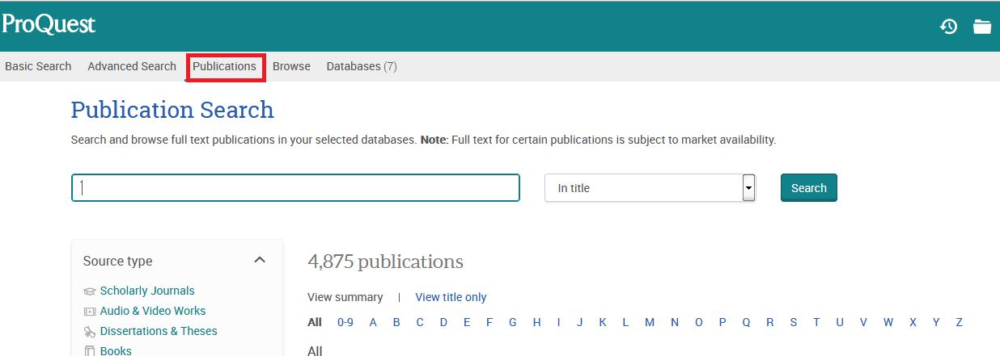 ProQuest
Basic Search Advanced Search Publications Browse Databases (7)
Publication Search
Search and browse full text publications in your selected databases. Note: Full text for certain publications is subject to market availability.
In title Search
Source type
4,875 publications
Scholarly Journals
View summary | View title only
Audio & Video Works
All 0-9 A B C D E F G H I J K L M N O P Q R S T U V W X Y Z
Dissertations & Theses
Books
All